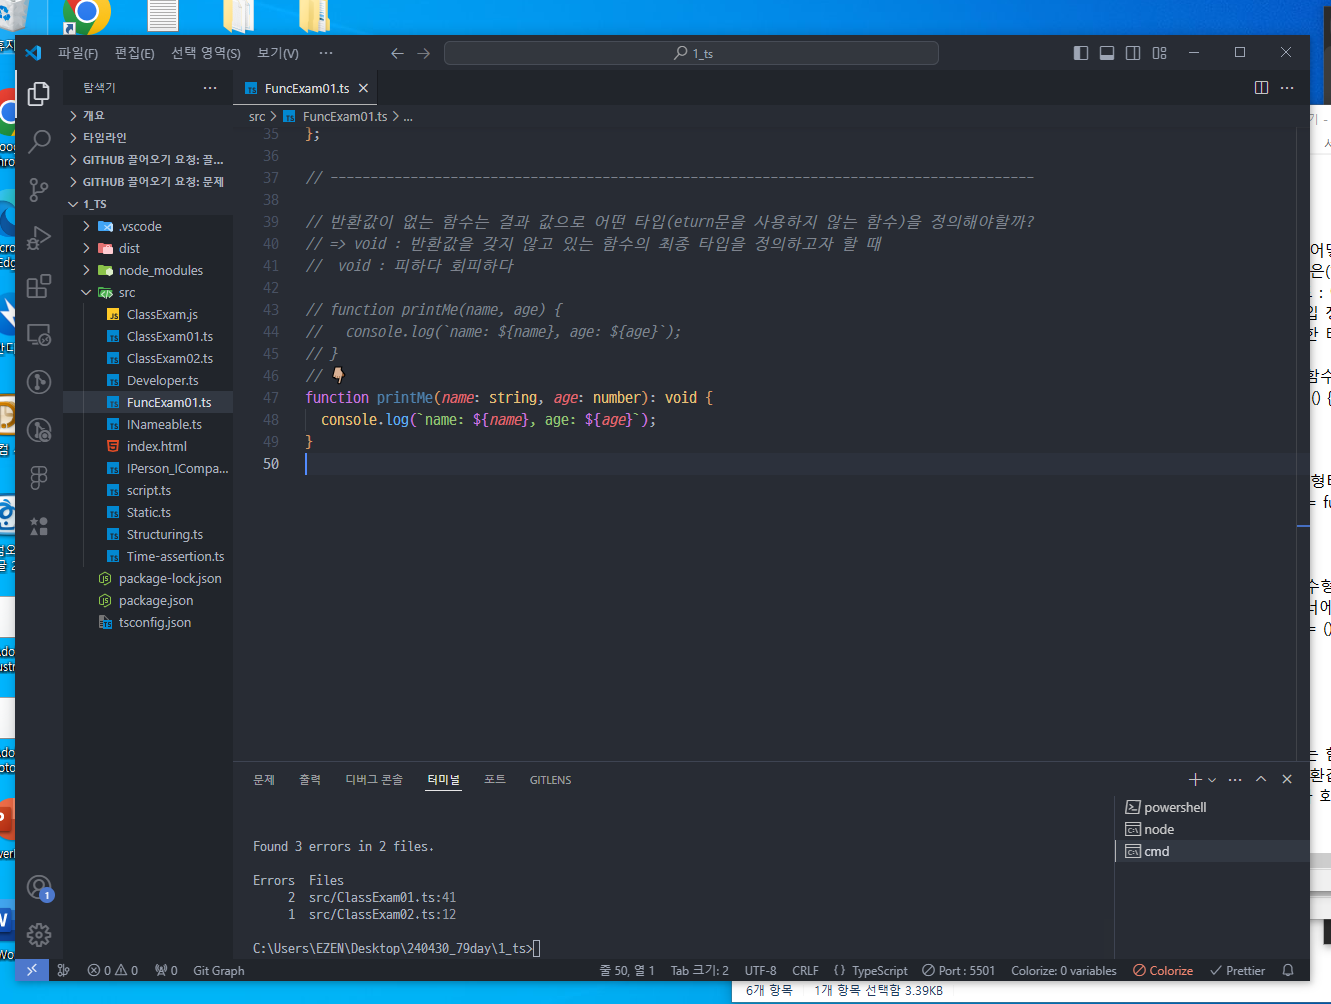 파일(F) 편집(E) 선택 영역(S) 보기(V) ··· 1_ts
탐색기
FuncExam01.ts
개요
타임라인
GITHUB 끌어오기 요청: 끌...
GITHUB 끌어오기 요청: 문제
1_TS
.vscode
dist
node_modules
src
ClassExam.js
ClassExam01.ts
ClassExam02.ts
Developer.ts
FuncExam01.ts
INameable.ts
index.html
IPerson_ICompa...
script.ts
Static.ts
Structuring.ts
Time-assertion.ts
package-lock.json
package.json
tsconfig.json
src > FuncExam01.ts > ...
35 };
36
37 // ----------------------------------------------------------------------------------------
38
39 // 반환값이 없는 함수는 결과 값으로 어떤 타입(eturn문을 사용하지 않는 함수)을 정의해야할까?
40 // => void : 반환값을 갖지 않고 있는 함수의 최종 타입을 정의하고자 할 때
41 //  void : 피하다 회피하다
42
43 // function printMe(name, age) {
44 //   console.log(`name: ${name}, age: ${age}`);
45 // }
46 // 👇🏼
47 function printMe(name: string, age: number): void {
48   console.log(`name: ${name}, age: ${age}`);
49 }
50
문제 출력 디버그 콘솔 터미널 포트 GITLENS
Found 3 errors in 2 files.
Errors  Files
2  src/ClassExam01.ts:41
1  src/ClassExam02.ts:12
C:\Users\EZEN\Desktop\240430_79day\1_ts>
powershell
node
cmd
1
0 0 0 Git Graph 줄 50, 열 1 Tab 크기: 2 UTF-8 CRLF {} TypeScript Port : 5501 Colorize: 0 variables Colorize Prettier
6개 항목 1개 항목 선택함 3.39KB